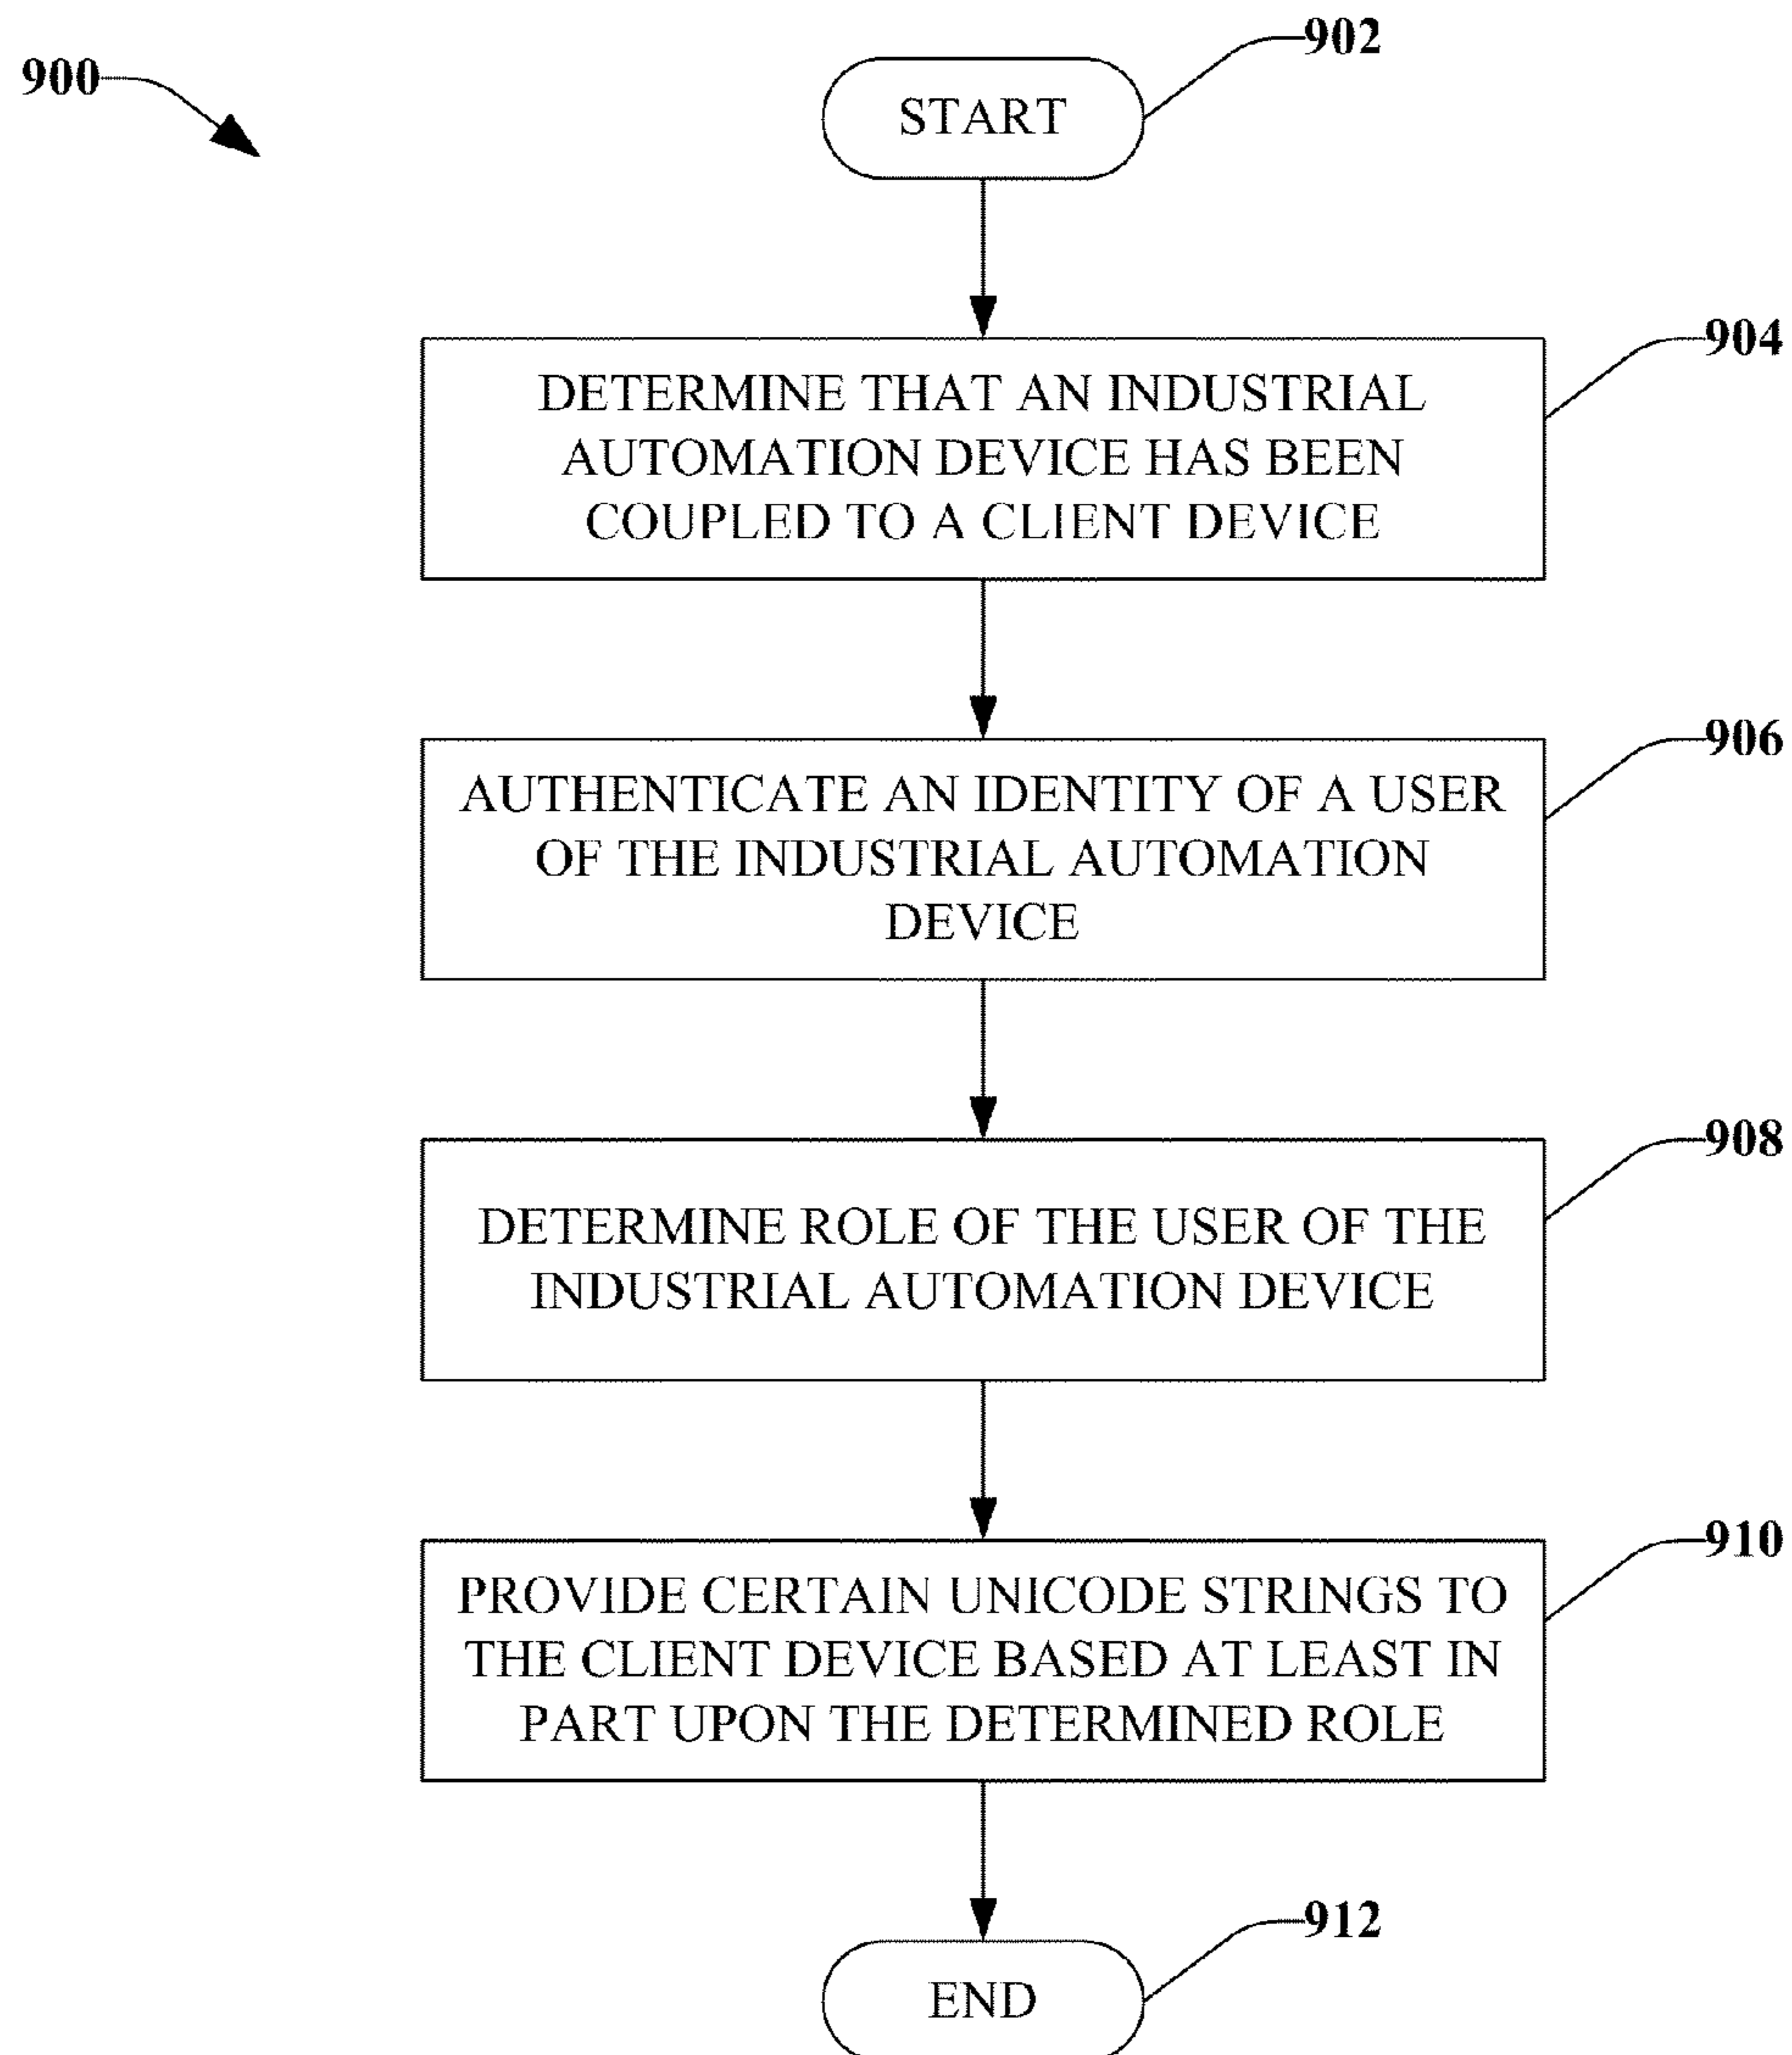 900
902
START
904
DETERMINE THAT AN INDUSTRIAL
AUTOMATION DEVICE HAS BEEN
COUPLED TO A CLIENT DEVICE
906
AUTHENTICATE AN IDENTITY OF A USER
OF THE INDUSTRIAL AUTOMATION
DEVICE
908
DETERMINE ROLE OF THE USER OF THE
INDUSTRIAL AUTOMATION DEVICE
910
PROVIDE CERTAIN UNICODE STRINGS TO
THE CLIENT DEVICE BASED AT LEAST IN
PART UPON THE DETERMINED ROLE
912
END